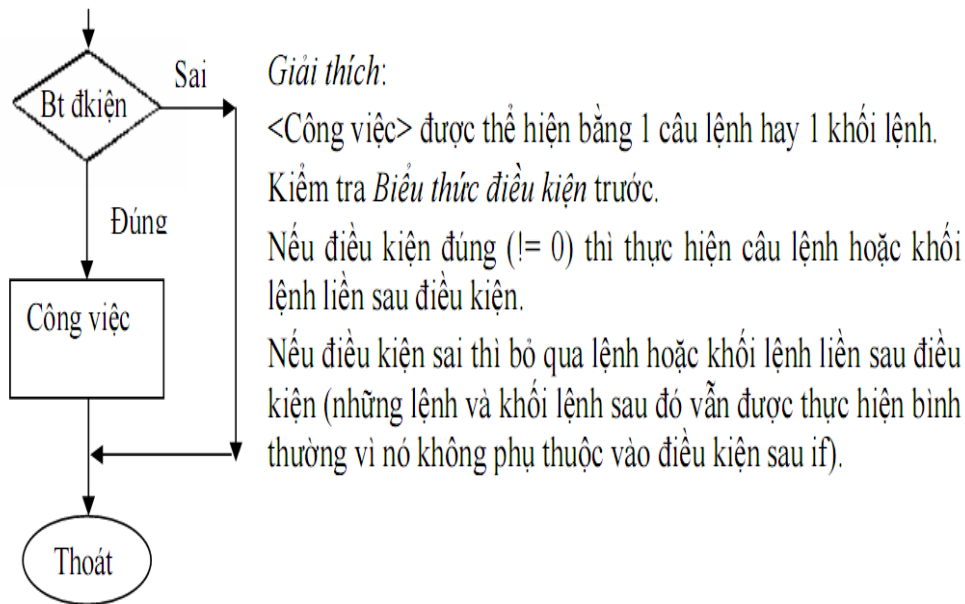 Bt đkiện
Sai
Đúng
Công việc
Thoát
Giải thích:
<Công việc> được thể hiện bằng 1 câu lệnh hay 1 khối lệnh.
Kiểm tra Biểu thức điều kiện trước.
Nếu điều kiện đúng (!= 0) thì thực hiện câu lệnh hoặc khối
lệnh liền sau điều kiện.
Nếu điều kiện sai thì bỏ qua lệnh hoặc khối lệnh liền sau điều
kiện (những lệnh và khối lệnh sau đó vẫn được thực hiện bình
thường vì nó không phụ thuộc vào điều kiện sau if).